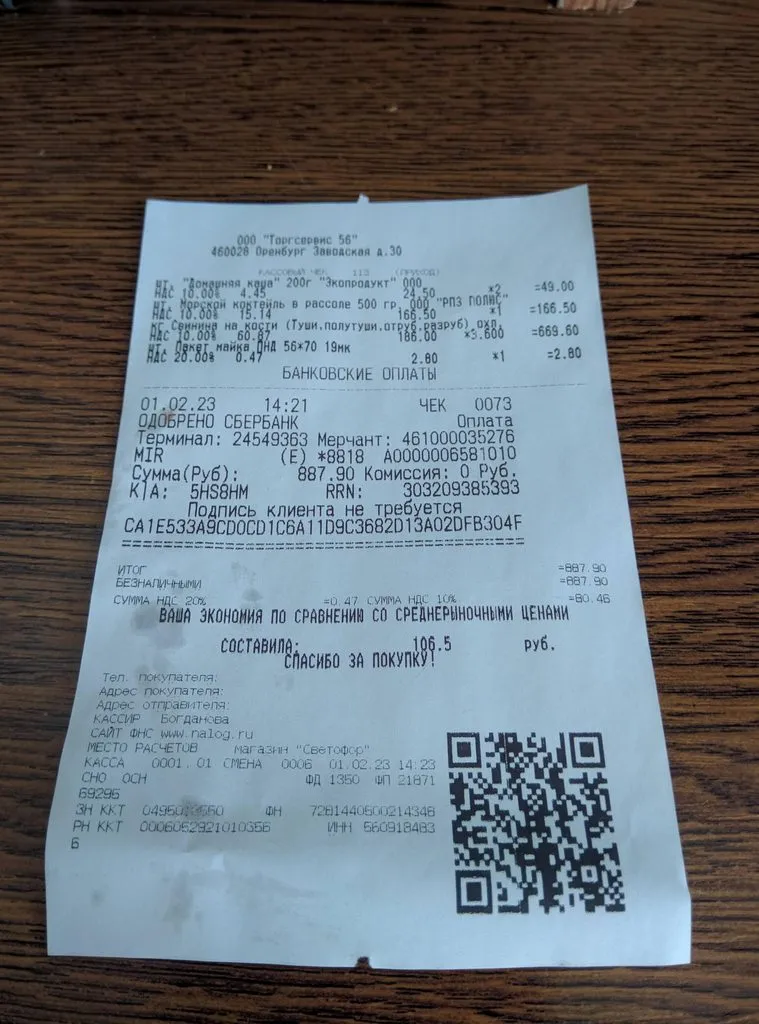 ООО "Торгсервис 56"
460028 Оренбург Заводская д.30
КАССОВЫЙ ЧЕК 113 (ПРИХОД)
шт. "Домашняя каша" 200г "Экопродукт" ООО
24.50 *2 =49.00
НДС 10.00% 4.45
шт. Морской коктейль в рассоле 500 гр, ООО "РПЗ ПОЛИС"
166.50 *1 =166.50
НДС 10.00% 15.14
кг. Свинина на кости (Туши,полутуши,отруб,разруб),охл.
186.00 *3.600 =669.60
НДС 10.00% 60.87
шт. Пакет майка ПНД 56*70 19мк
2.80 *1 =2.80
НДС 20.00% 0.47
БАНКОВСКИЕ ОПЛАТЫ
01.02.23 14:21 ЧЕК 0073
ОДОБРЕНО СБЕРБАНК Оплата
Терминал: 24549363 Мерчант: 461000035276
MIR (E) *8818 A0000006581010
Сумма(Руб): 887.90 Комиссия: 0 Руб.
К/А: 5HS8HM RRN: 303209385393
Подпись клиента не требуется
CA1E533A9CD0CD1C6A11D9C3682D13A02DFB304F
ИТОГ =887.90
БЕЗНАЛИЧНЫМИ =887.90
СУММА НДС 20% =0.47 СУММА НДС 10% =80.46
ВАША ЭКОНОМИЯ ПО СРАВНЕНИЮ СО СРЕДНЕРЫНОЧНЫМИ ЦЕНАМИ
СОСТАВИЛА: 106.5 руб.
СПАСИБО ЗА ПОКУПКУ!
Тел. покупателя:
Адрес покупателя:
Адрес отправителя:
КАССИР Богданова
САЙТ ФНС www.nalog.ru
МЕСТО РАСЧЕТОВ магазин "Светофор"
КАССА 0001.01 СМЕНА 0006 01.02.23 14:23
СНО ОСН ФД 1350 ФП 21871
69296
ЗН ККТ ФН 7281440500214348
РН ККТ 0006062921010356 ИНН 560918483
6